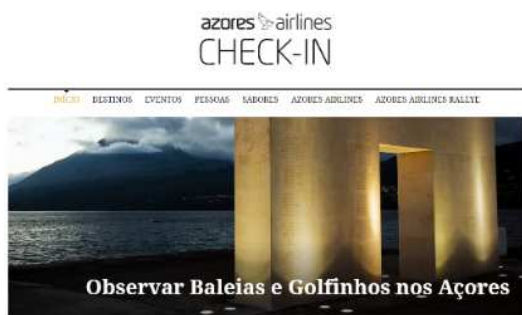 azores airlines
CHECK-IN
INÍCIO DESTINOS EVENTOS PESSOAS SABORES AZORES AIRLINES AZORES AIRLINES RALLYE
Observar Baleias e Golfinhos nos Açores